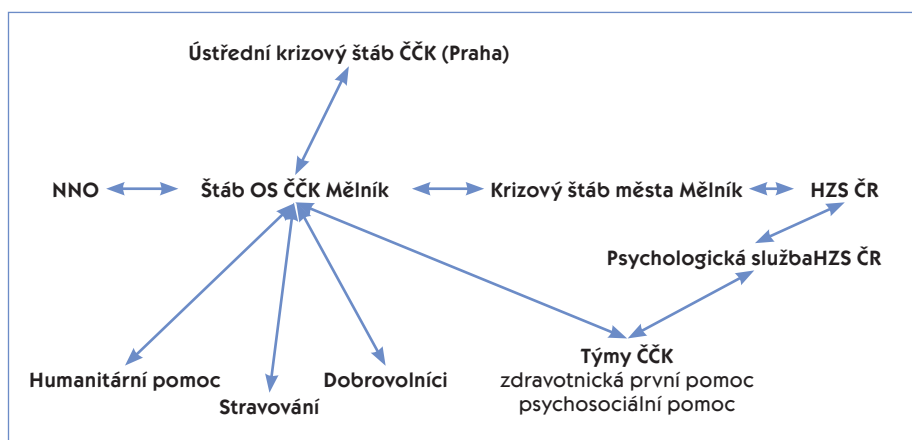 Ústřední krizový štáb ČČK (Praha)
NNO
Štáb OS ČČK Mělník
Krizový štáb města Mělník
HZS ČR
Psychologická službaHZS ČR
Týmy ČČK
zdravotnická první pomoc
psychosociální pomoc
Humanitární pomoc
Stravování
Dobrovolníci